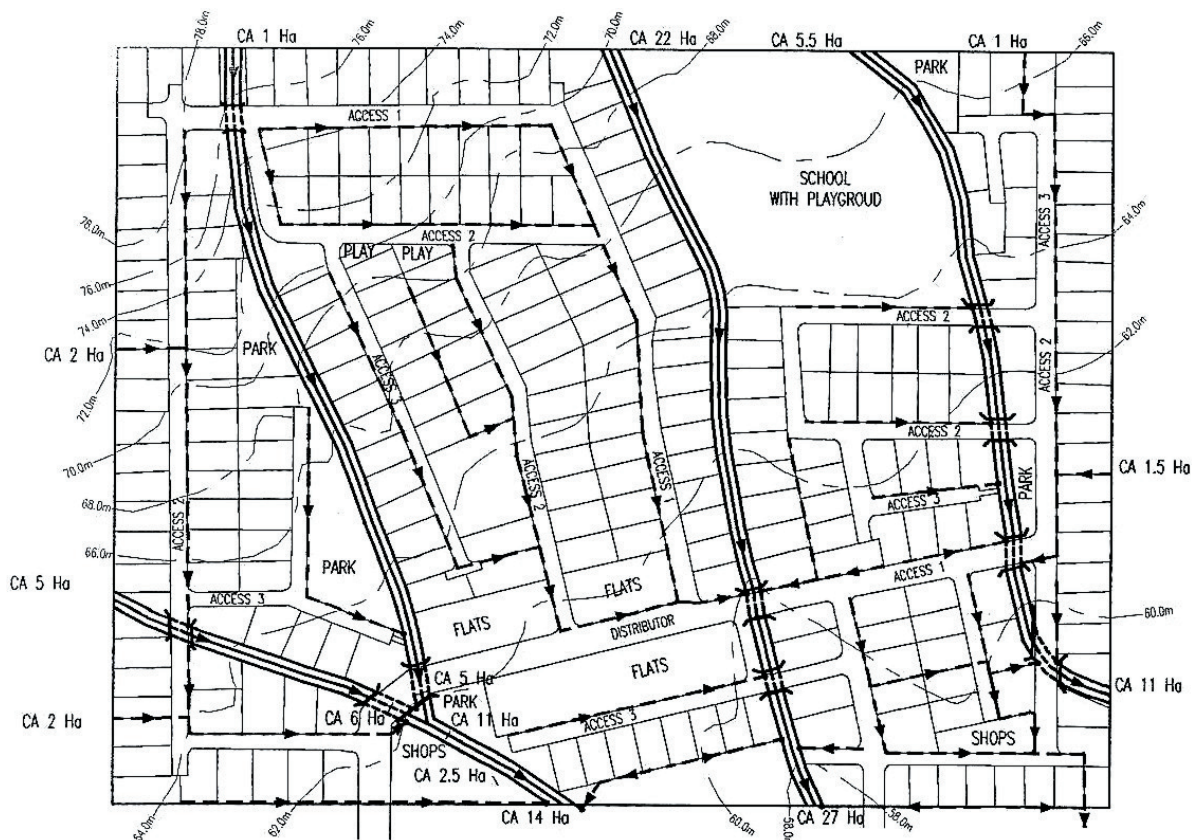 78.0m
CA 1 Ha
76.0m
74.0m
72.0m
70.0m
CA 22 Ha
68.0m
CA 5.5 Ha
CA 1 Ha
66.0m
PARK
ACCESS 1
SCHOOL
WITH PLAYGROUD
ACCESS 3
64.0m
78.0m
ACCESS 2
PLAY
PLAY
76.0m
74.0m
ACCESS 2
62.0m
CA 2 Ha
PARK
ACCESS 2
72.0m
ACCESS 3
ACCESS 2
70.0m
CA 1.5 Ha
PARK
68.0m
ACCESS 2
ACCESS 2
ACCESS 1
ACCESS 3
66.0m
PARK
ACCESS 1
CA 5 Ha
FLATS
ACCESS 3
FLATS
DISTRIBUTOR
60.0m
FLATS
CA 5 Ha
PARK
CA 11 Ha
CA 2 Ha
CA 6 Ha
CA 11 Ha
ACCESS 3
SHOPS
SHOPS
CA 2.5 Ha
64.0m
62.0m
CA 14 Ha
60.0m
58.0m
CA 27 Ha
58.0m